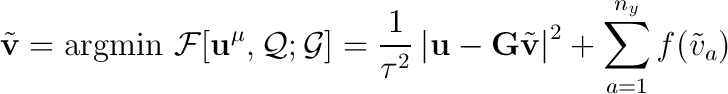 ṽ = argmin ℱ[u^μ, 𝒬; 𝒢] = 1/τ² |u − Gṽ|² + ∑_{a=1}^{n_y} f(ṽ_a)